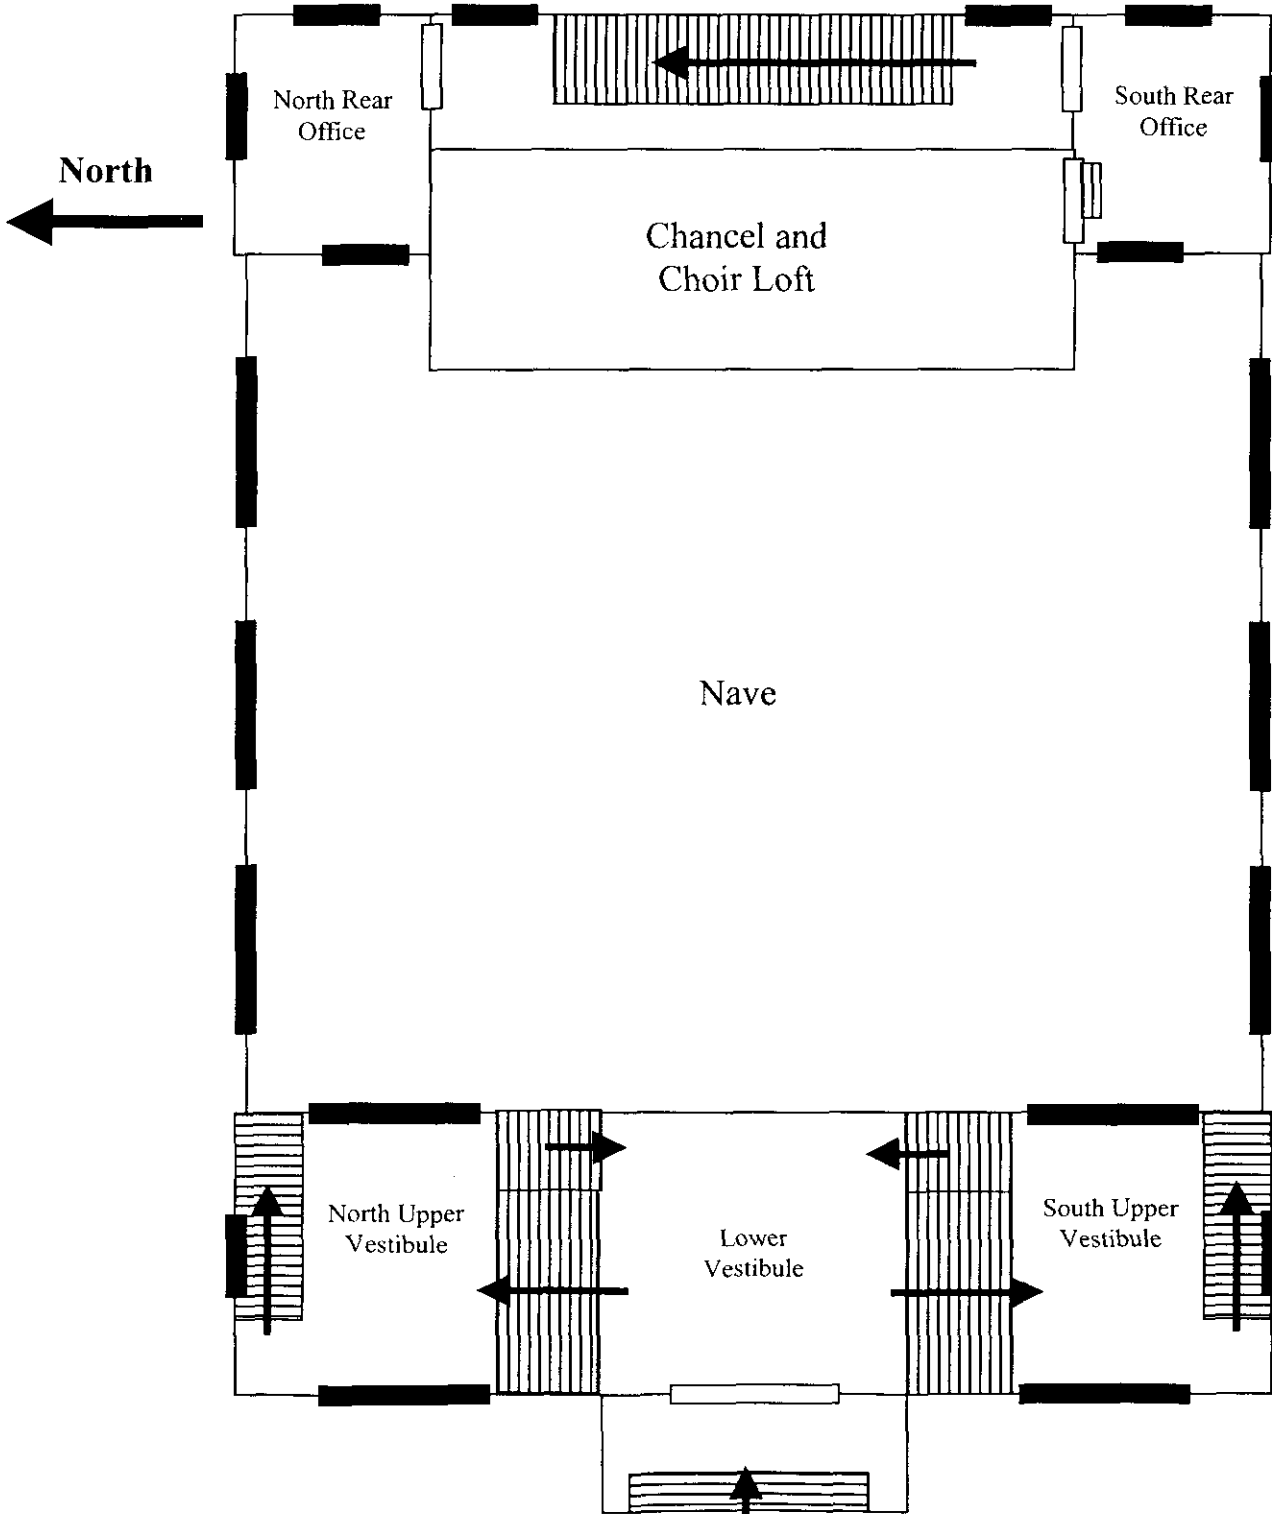 North Rear
Office
South Rear
Office
North
Chancel and
Choir Loft
Nave
North Upper
Vestibule
Lower
Vestibule
South Upper
Vestibule